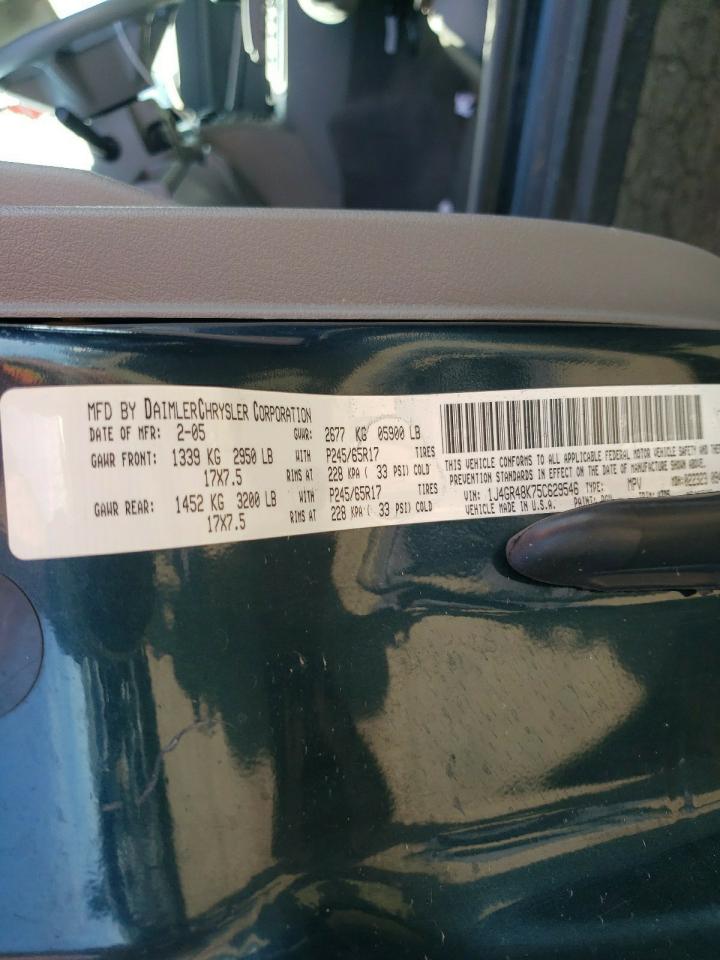 MFD BY DAIMLERCHRYSLER CORPORATION
DATE OF MFR: 2-05 GVWR: 2677 KG 05900 LB
GAWR FRONT: 1339 KG 2950 LB WITH P245/65R17 TIRES
17X7.5 RIMS AT 228 KPA ( 33 PSI) COLD
GAWR REAR: 1452 KG 3200 LB WITH P245/65R17 TIRES
17X7.5 RIMS AT 228 KPA ( 33 PSI) COLD
THIS VEHICLE CONFORMS TO ALL APPLICABLE FEDERAL MOTOR VEHICLE SAFETY AND
PREVENTION STANDARDS IN EFFECT ON THE DATE OF MANUFACTURE SHOWN ABOVE.
VIN: 1J4GR48K75C629546 TYPE: MPV MDH:022323
VEHICLE MADE IN U.S.A. PAINT: